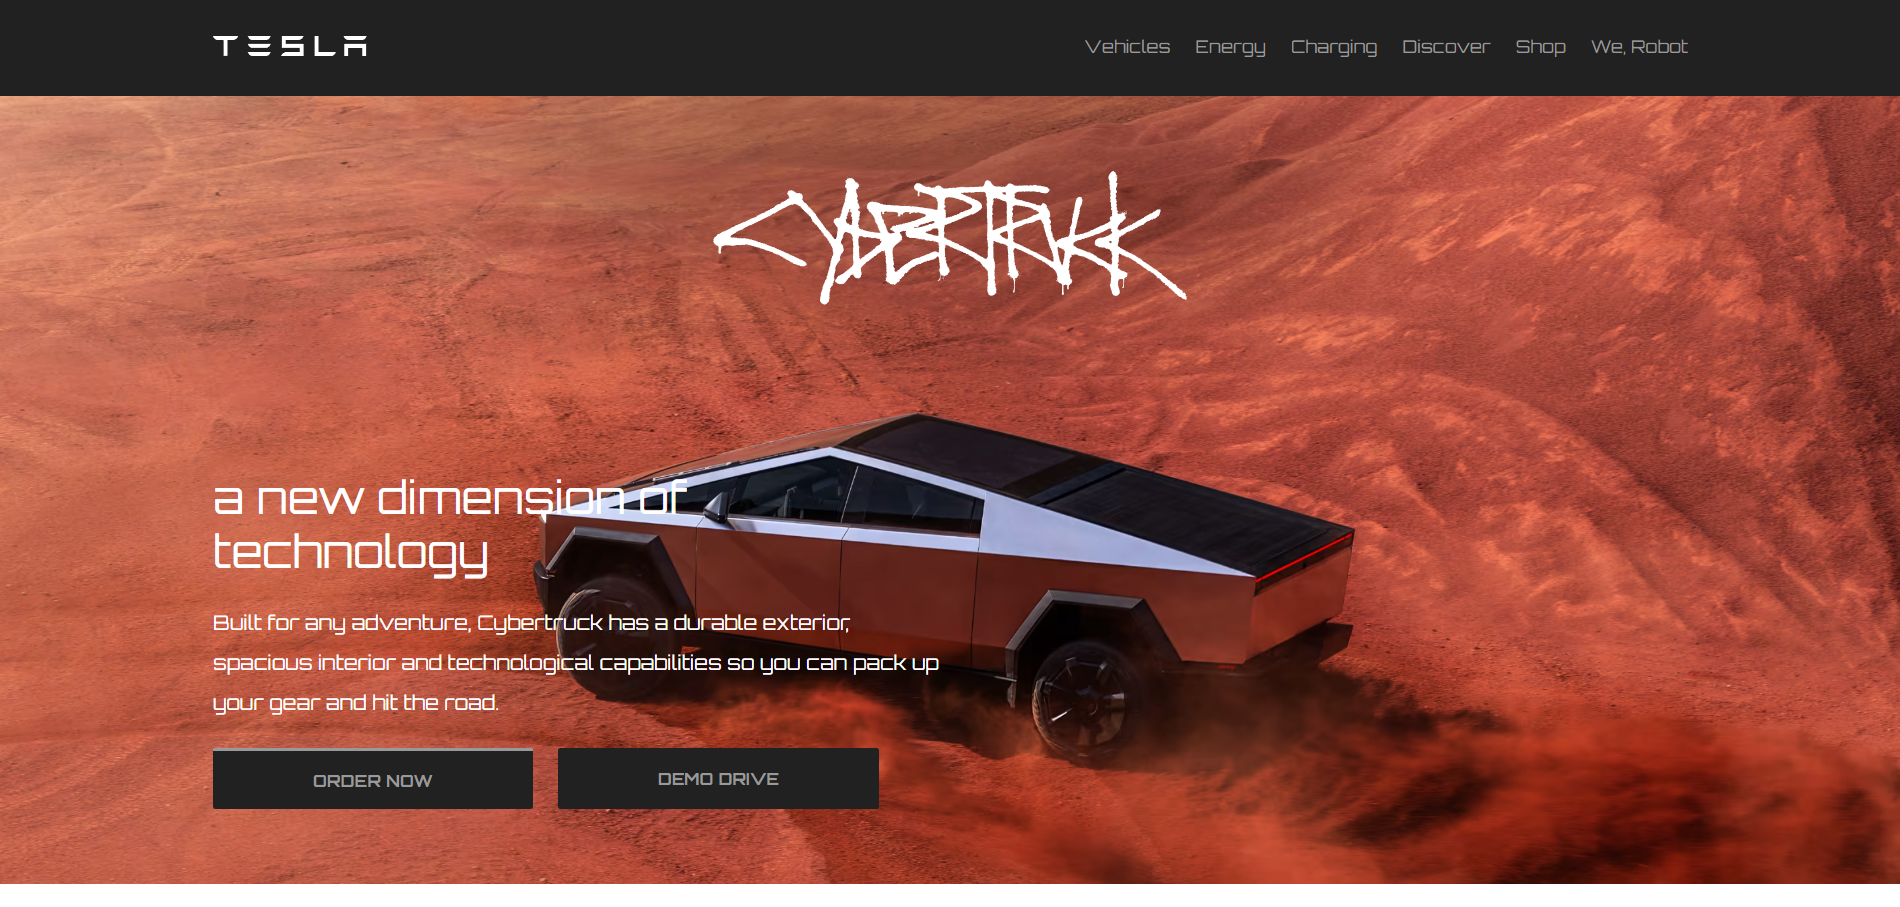 TESLA
Vehicles Energy Charging Discover Shop We, Robot
CYBERTRUCK
a new dimension of
technology
Built for any adventure, Cybertruck has a durable exterior,
spacious interior and technological capabilities so you can pack up
your gear and hit the road.
ORDER NOW DEMO DRIVE